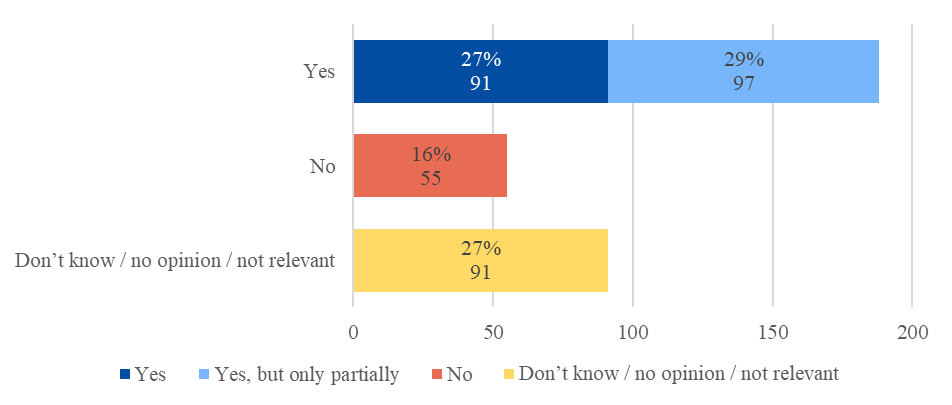 Yes
27%
91
29%
97
No
16%
55
Don’t know / no opinion / not relevant
27%
91
0 50 100 150 200
Yes Yes, but only partially No Don’t know / no opinion / not relevant